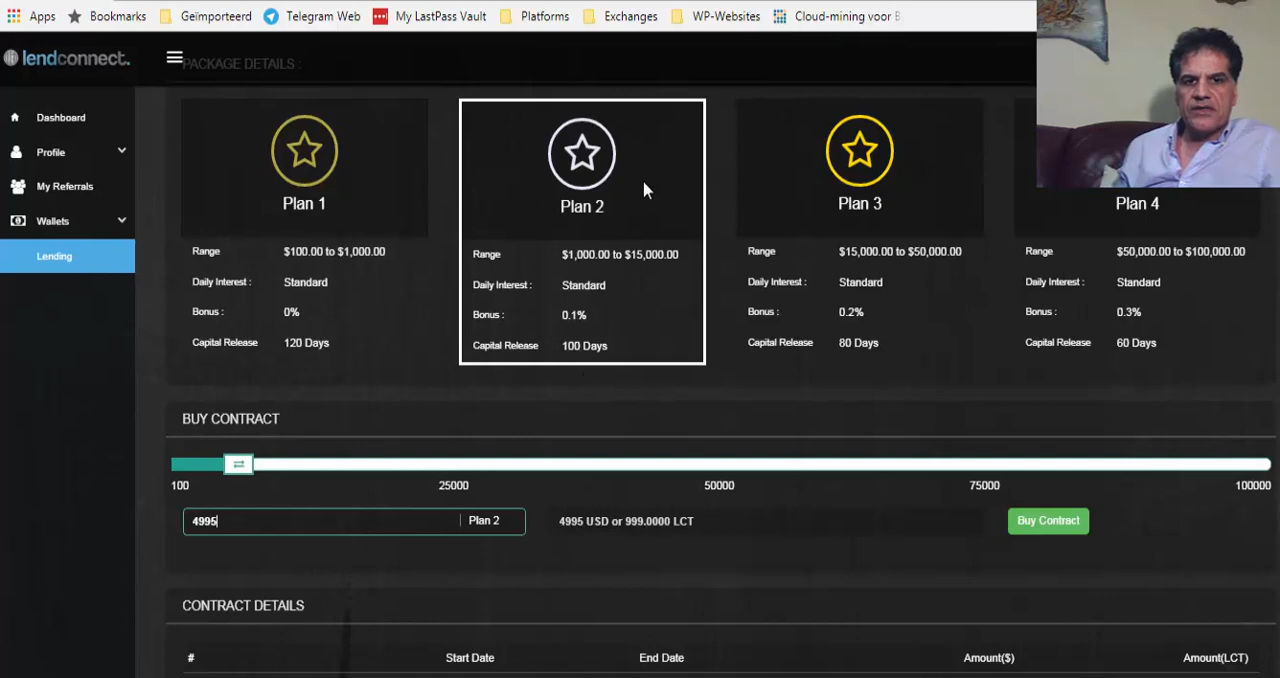 Apps Bookmarks Geïmporteerd Telegram Web My LastPass Vault Platforms Exchanges WP-Websites Cloud-mining voor B
lendconnect.
PACKAGE DETAILS :
Dashboard
Profile
My Referrals
Wallets
Lending
Plan 1
Range $100.00 to $1,000.00
Daily Interest : Standard
Bonus : 0%
Capital Release 120 Days
Plan 2
Range $1,000.00 to $15,000.00
Daily Interest : Standard
Bonus : 0.1%
Capital Release 100 Days
Plan 3
Range $15,000.00 to $50,000.00
Daily Interest : Standard
Bonus : 0.2%
Capital Release 80 Days
Plan 4
Range $50,000.00 to $100,000.00
Daily Interest : Standard
Bonus : 0.3%
Capital Release 60 Days
BUY CONTRACT
100 25000 50000 75000 100000
4995 Plan 2 4995 USD or 999.0000 LCT Buy Contract
CONTRACT DETAILS
# Start Date End Date Amount($) Amount(LCT)